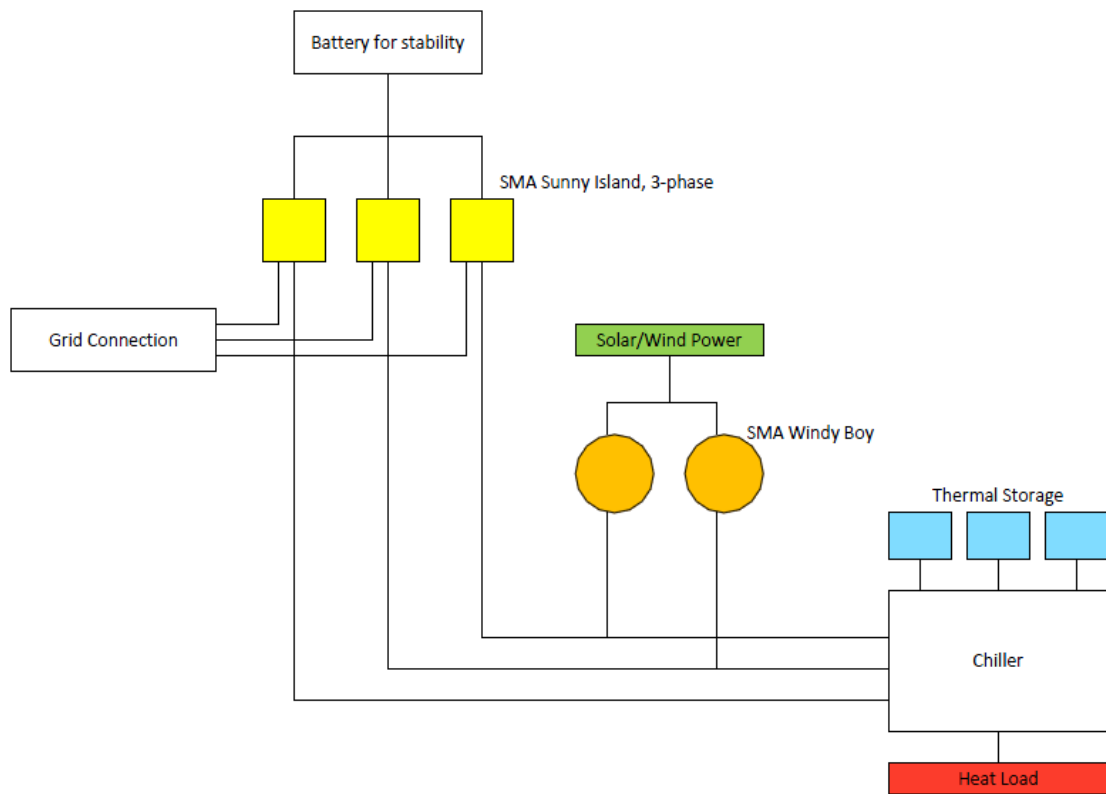 Battery for stability
SMA Sunny Island, 3-phase
Grid Connection
Solar/Wind Power
SMA Windy Boy
Thermal Storage
Chiller
Heat Load